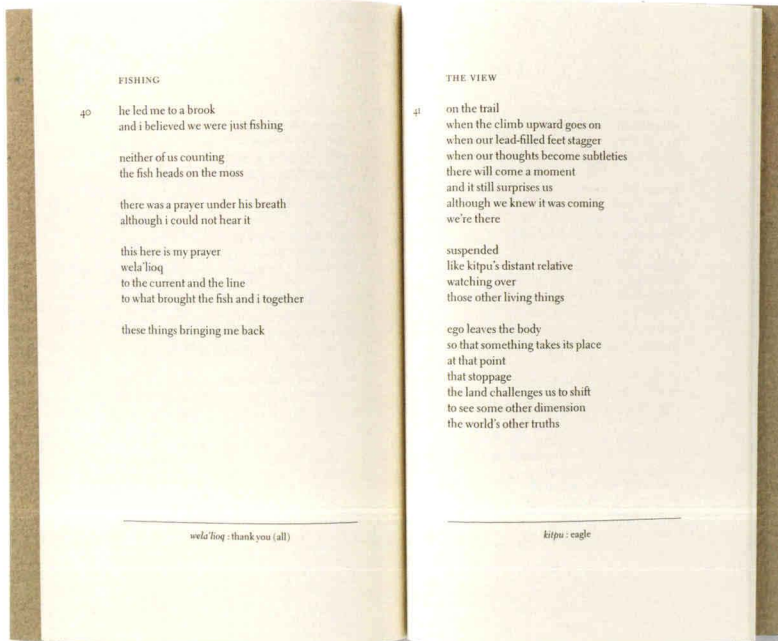 FISHING
40
he led me to a brook
and i believed we were just fishing
neither of us counting
the fish heads on the moss
there was a prayer under his breath
although i could not hear it
this here is my prayer
wela'lioq
to the current and the line
to what brought the fish and i together
these things bringing me back
wela'lioq : thank you (all)
THE VIEW
41
on the trail
when the climb upward goes on
when our lead-filled feet stagger
when our thoughts become subtleties
there will come a moment
and it still surprises us
although we knew it was coming
we're there
suspended
like kitpu's distant relative
watching over
those other living things
ego leaves the body
so that something takes its place
at that point
that stoppage
the land challenges us to shift
to see some other dimension
the world's other truths
kitpu : eagle